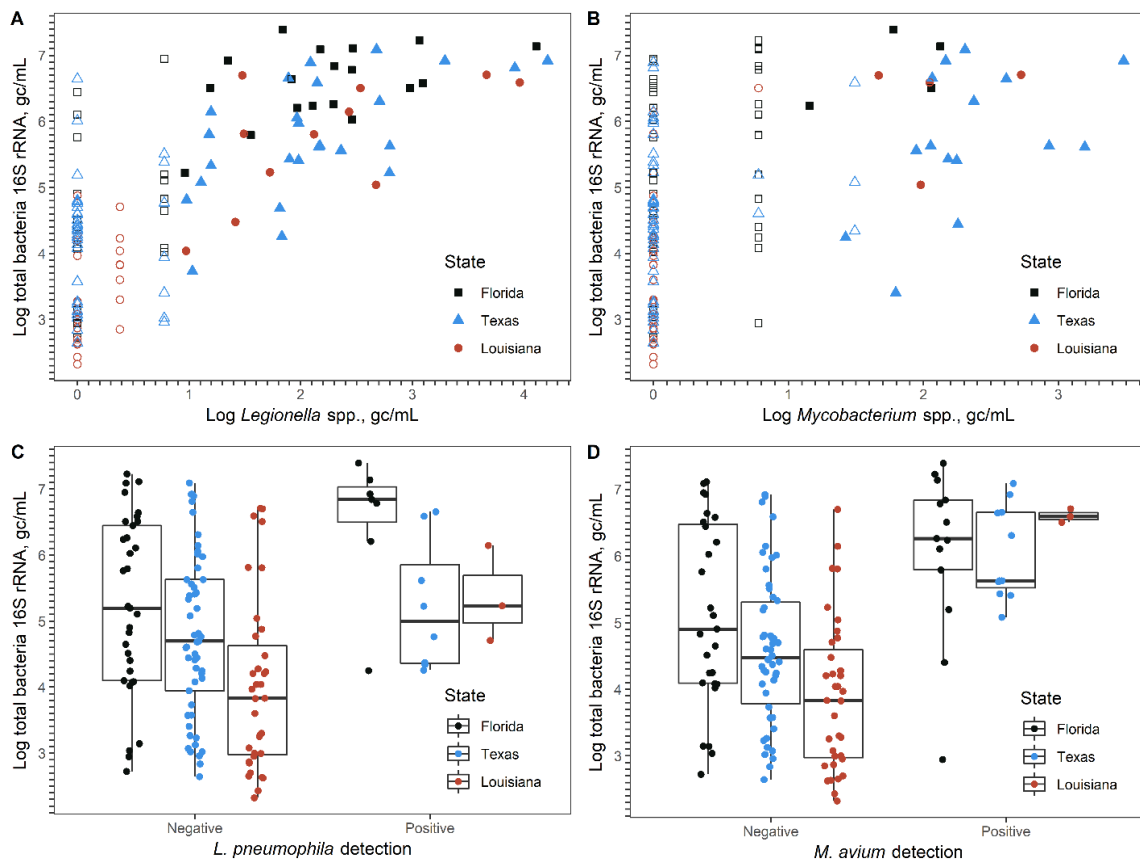 A
Log total bacteria 16S rRNA, gc/mL
7
6
5
4
3
State
Florida
Texas
Louisiana
0
1
2
3
4
Log Legionella spp., gc/mL
B
Log total bacteria 16S rRNA, gc/mL
7
6
5
4
3
State
Florida
Texas
Louisiana
0
1
2
3
Log Mycobacterium spp., gc/mL
C
Log total bacteria 16S rRNA, gc/mL
7
6
5
4
3
State
Florida
Texas
Louisiana
Negative
Positive
L. pneumophila detection
D
Log total bacteria 16S rRNA, gc/mL
7
6
5
4
3
State
Florida
Texas
Louisiana
Negative
Positive
M. avium detection